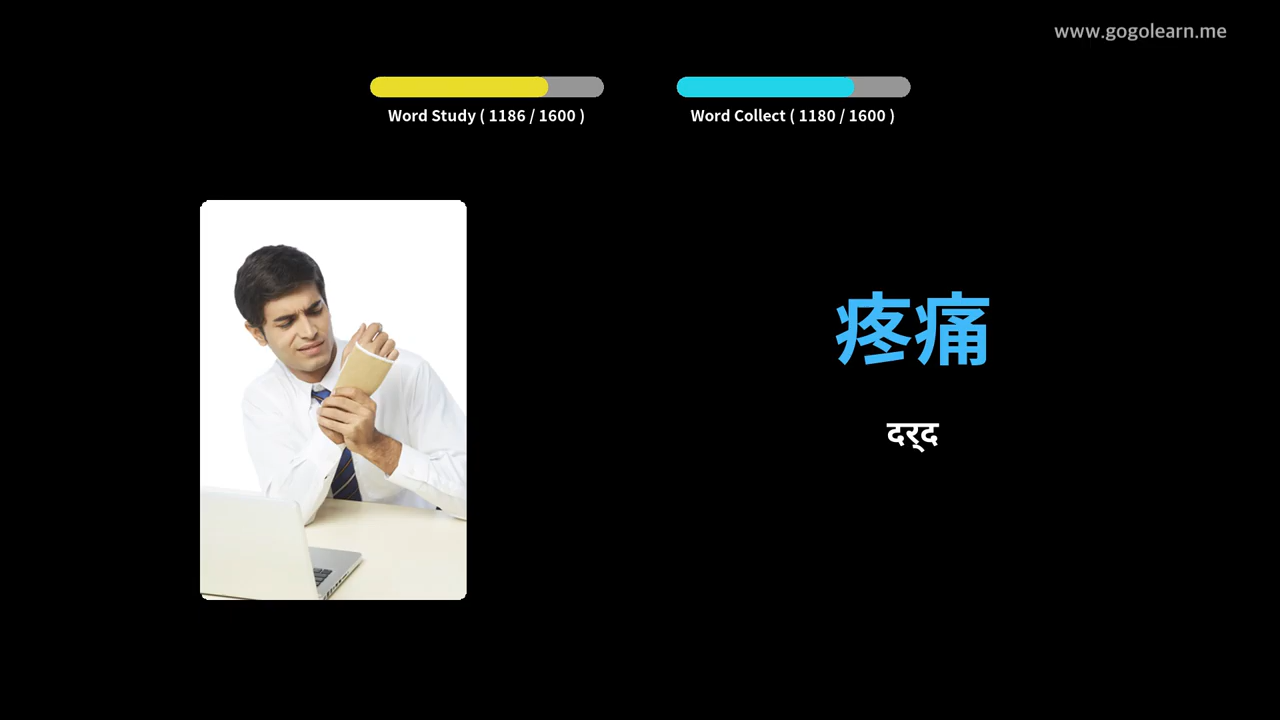 www.gogolearn.me
Word Study ( 1186 / 1600 )
Word Collect ( 1180 / 1600 )
疼痛
दर्द